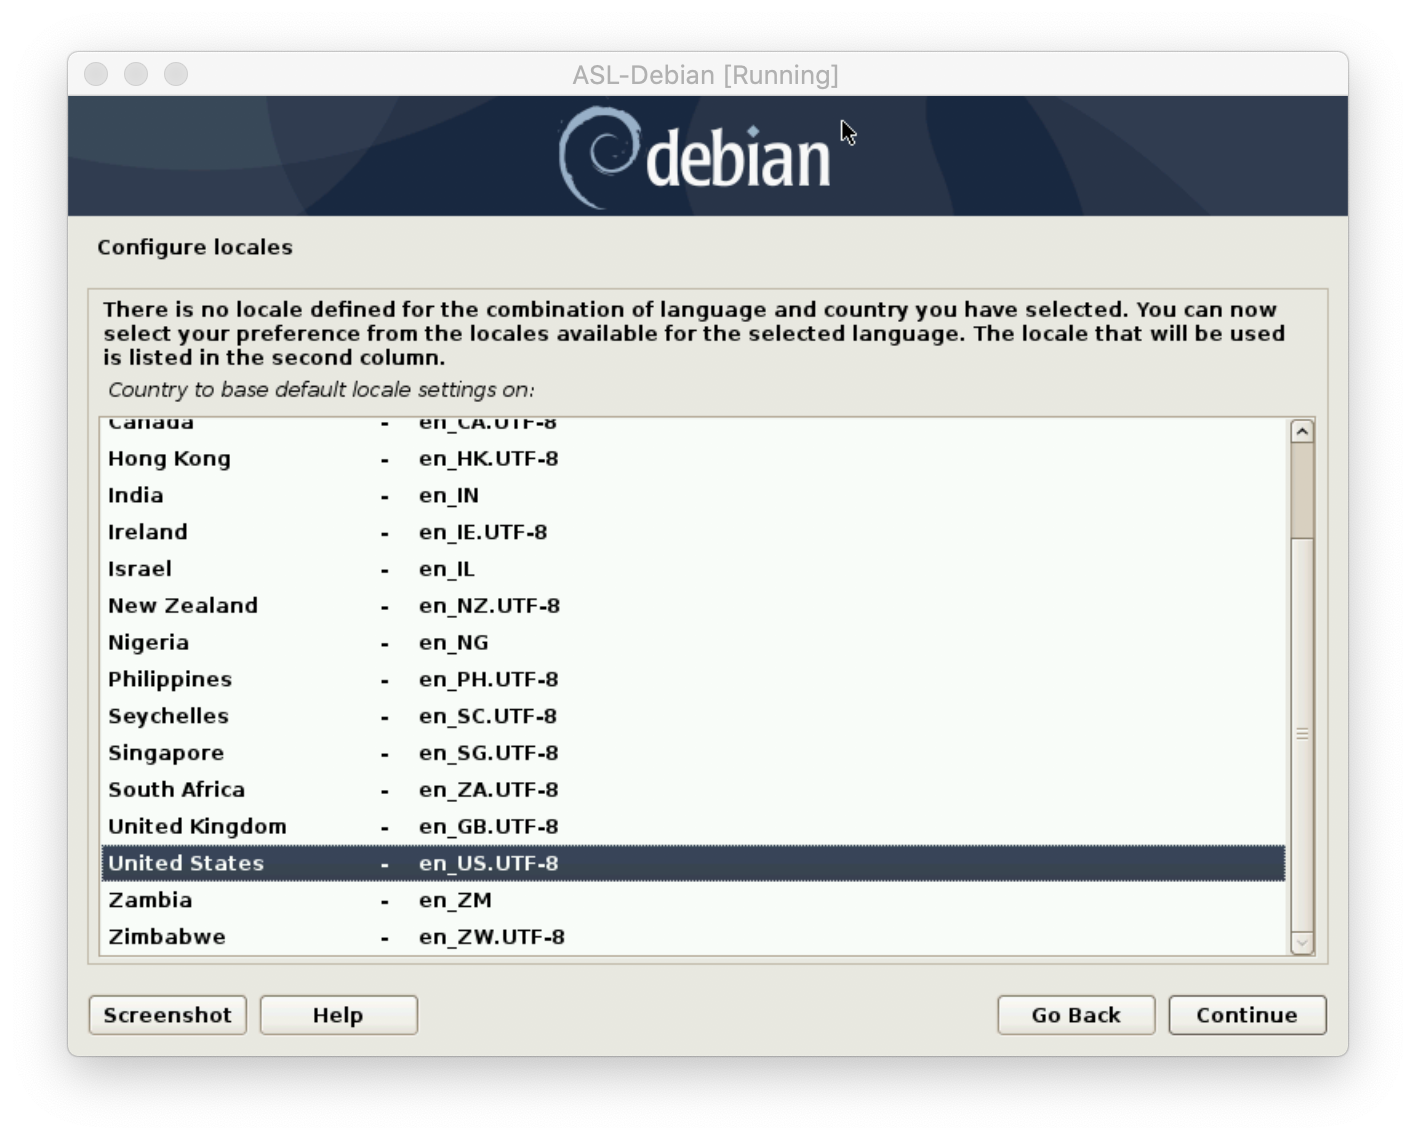 ASL-Debian [Running]
debian
Configure locales
There is no locale defined for the combination of language and country you have selected. You can now
select your preference from the locales available for the selected language. The locale that will be used
is listed in the second column.
Country to base default locale settings on:
Canada - en_CA.UTF-8
Hong Kong - en_HK.UTF-8
India - en_IN
Ireland - en_IE.UTF-8
Israel - en_IL
New Zealand - en_NZ.UTF-8
Nigeria - en_NG
Philippines - en_PH.UTF-8
Seychelles - en_SC.UTF-8
Singapore - en_SG.UTF-8
South Africa - en_ZA.UTF-8
United Kingdom - en_GB.UTF-8
United States - en_US.UTF-8
Zambia - en_ZM
Zimbabwe - en_ZW.UTF-8
Screenshot Help Go Back Continue